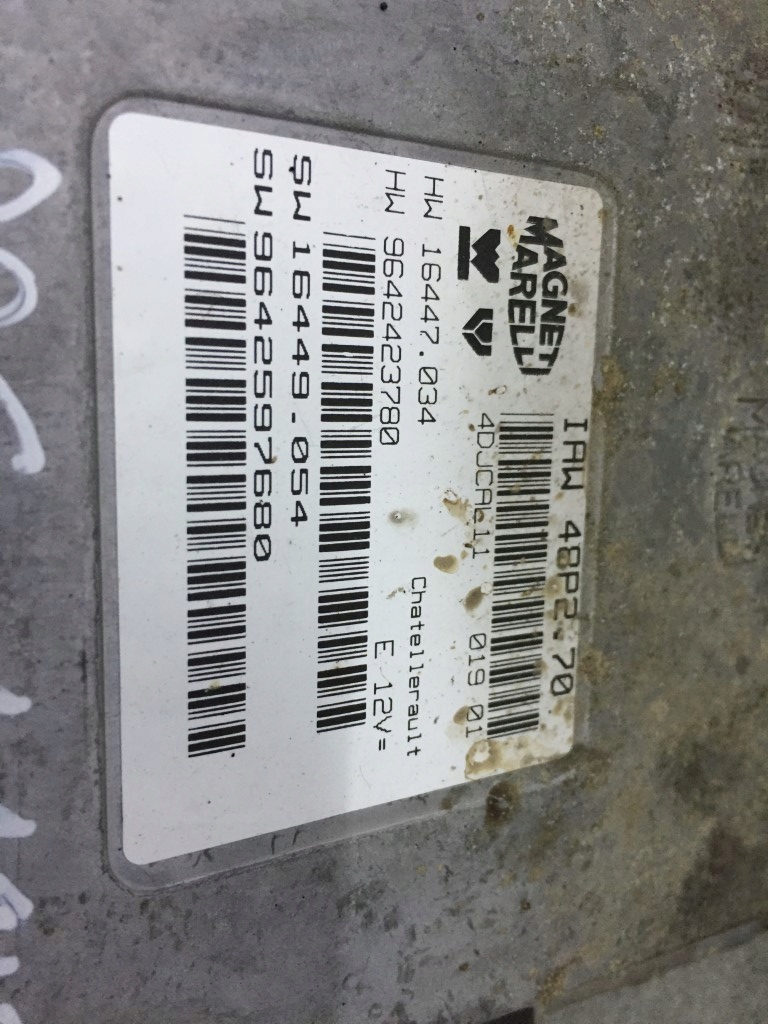 MAGNETI
MARELLI
IAW 48P2.70
019 01
HW 16447.034
HW 9642423780
Chatellerault
E 12V=
SW 16449.054
SW 9642597680